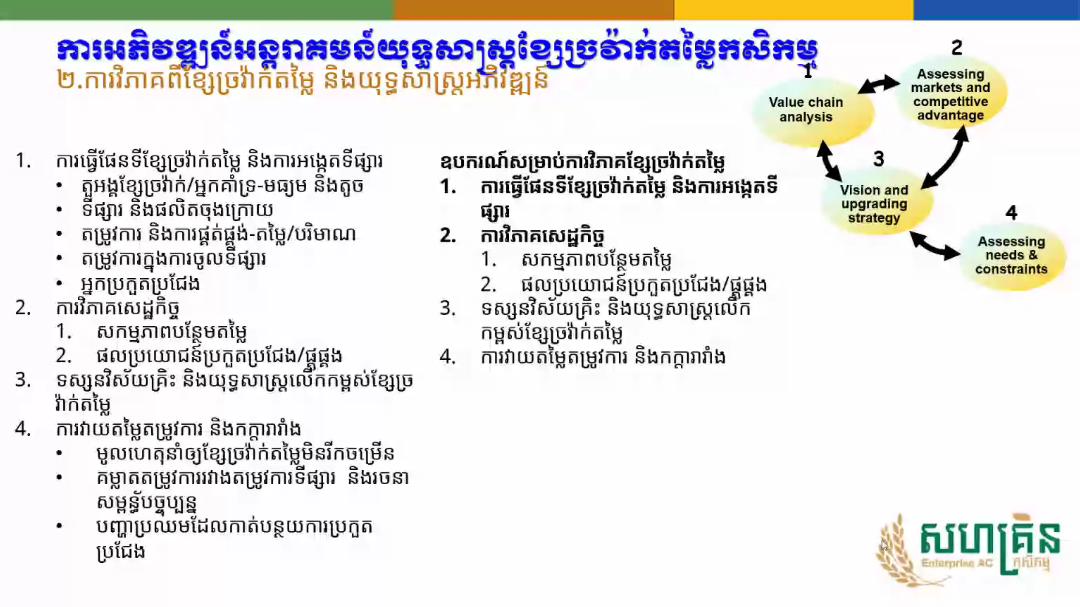 ការអភិវឌ្ឍន៍អន្តរាគមន៍យុទ្ធសាស្ត្រខ្សែច្រវ៉ាក់តម្លៃកសិកម្ម
២.ការវិភាគពីខ្សែច្រវ៉ាក់តម្លៃ និងយុទ្ធសាស្ត្រអភិវឌ្ឍន៍
1. ការធ្វើផែនទីខ្សែច្រវ៉ាក់តម្លៃ និងការអង្កេតទីផ្សារ
• តួអង្គខ្សែច្រវ៉ាក់/អ្នកគាំទ្រ-មធ្យម និងតូច
• ទីផ្សារ និងផលិតចុងក្រោយ
• តម្រូវការ និងការផ្គត់ផ្គង់-តម្លៃ/បរិមាណ
• តម្រូវការក្នុងការចូលទីផ្សារ
• អ្នកប្រកួតប្រជែង
2. ការវិភាគសេដ្ឋកិច្ច
1. សកម្មភាពបន្ថែមតម្លៃ
2. ផលប្រយោជន៍ប្រកួតប្រជែង/ផ្គូផ្គង
3. ទស្សនវិស័យគ្រិះ និងយុទ្ធសាស្ត្រលើកកម្ពស់ខ្សែច្រ
វ៉ាក់តម្លៃ
4. ការវាយតម្លៃតម្រូវការ និងកក្តារារាំង
• មូលហេតុនាំឲ្យខ្សែច្រវ៉ាក់តម្លៃមិនរីកចម្រើន
• គម្លាតតម្រូវការរវាងតម្រូវការទីផ្សារ និងរចនា
សម្ពន្ធ័បច្ចុប្បន្ន
• បញ្ហាប្រឈមដែលកាត់បន្ថយការប្រកួត
ប្រជែង
ឧបករណ៍សម្រាប់ការវិភាគខ្សែច្រវ៉ាក់តម្លៃ
1. ការធ្វើផែនទីខ្សែច្រវ៉ាក់តម្លៃ និងការអង្កេតទី
ផ្សារ
2. ការវិភាគសេដ្ឋកិច្ច
1. សកម្មភាពបន្ថែមតម្លៃ
2. ផលប្រយោជន៍ប្រកួតប្រជែង/ផ្គូផ្គង
3. ទស្សនវិស័យគ្រិះ និងយុទ្ធសាស្ត្រលើក
កម្ពស់ខ្សែច្រវ៉ាក់តម្លៃ
4. ការវាយតម្លៃតម្រូវការ និងកក្តារារាំង
1
Value chain
analysis
2
Assessing
markets and
competitive
advantage
3
Vision and
upgrading
strategy
4
Assessing
needs &
constraints
សហគ្រិន
Enterprise AC កសិកម្ម